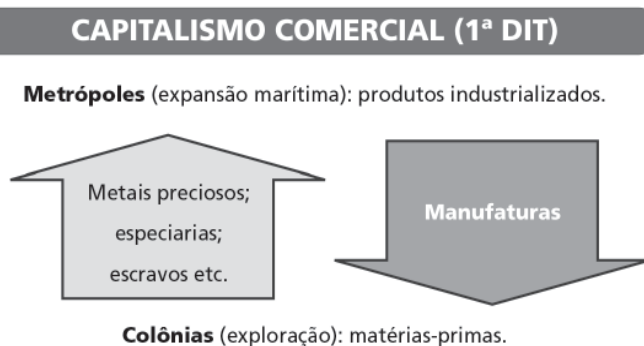 CAPITALISMO COMERCIAL (1ª DIT)
Metrópoles (expansão marítima): produtos industrializados.
Metais preciosos;
especiarias;
escravos etc.
Manufaturas
Colônias (exploração): matérias-primas.